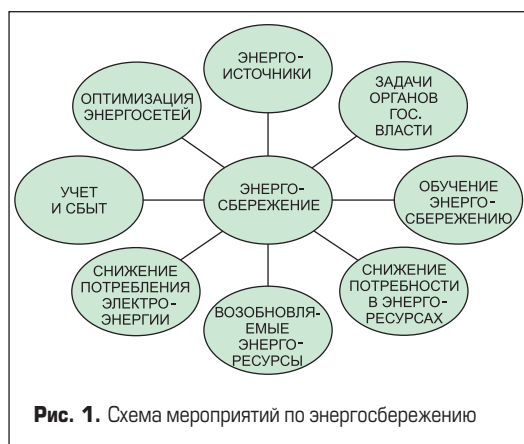 ЭНЕРГО-
ИСТОЧНИКИ
ЗАДАЧИ
ОРГАНОВ
ГОС.
ВЛАСТИ
ОПТИМИЗАЦИЯ
ЭНЕРГОСЕТЕЙ
УЧЕТ
И СБЫТ
ЭНЕРГО-
СБЕРЕЖЕНИЕ
ОБУЧЕНИЕ
ЭНЕРГО-
СБЕРЕЖЕНИЮ
СНИЖЕНИЕ
ПОТРЕБЛЕНИЯ
ЭЛЕКТРО-
ЭНЕРГИИ
ВОЗОБНОВЛЯ-
ЕМЫЕ
ЭНЕРГО-
РЕСУРСЫ
СНИЖЕНИЕ
ПОТРЕБНОСТИ
В ЭНЕРГО-
РЕСУРСАХ
Рис. 1. Схема мероприятий по энергосбережению